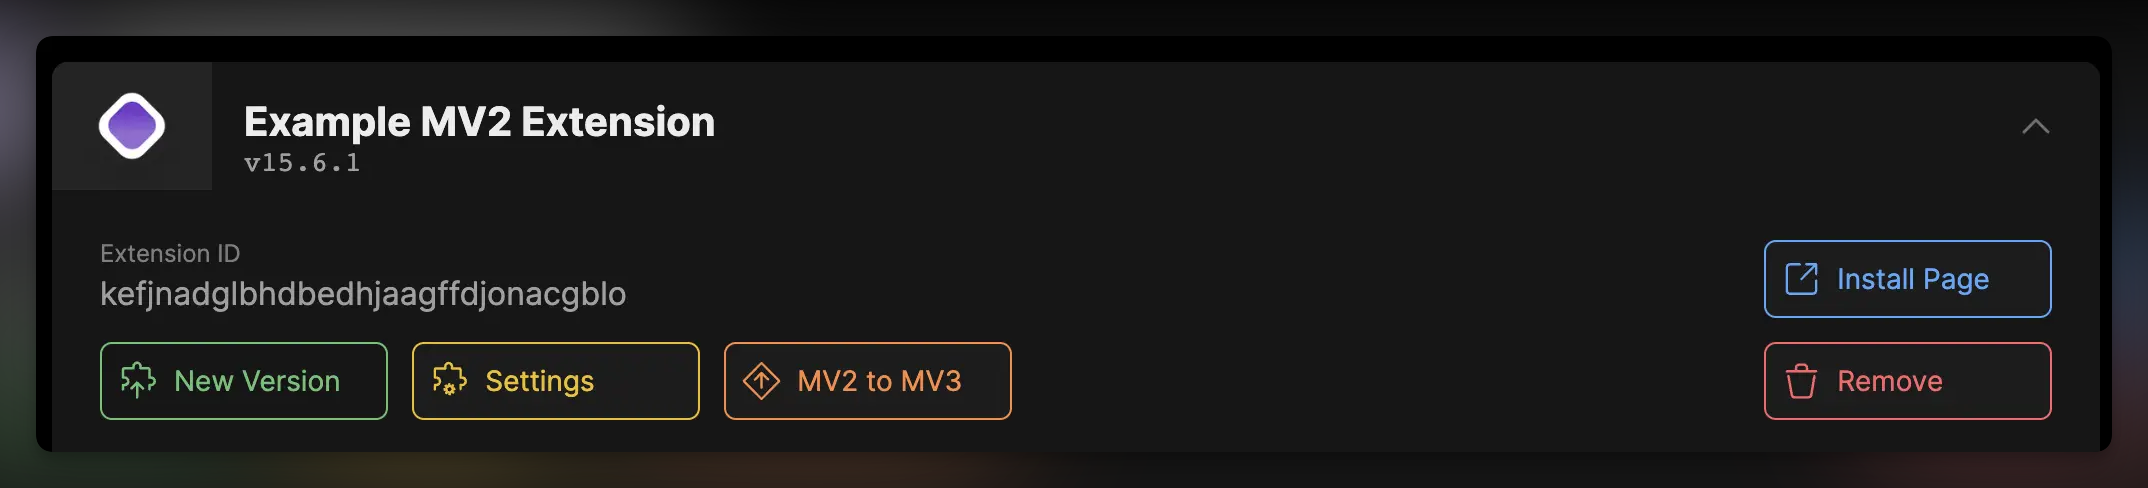 Example MV2 Extension
v15.6.1
Extension ID
kefjnadglbhdbedhjaagffdjonacgblo
Install Page
New Version
Settings
MV2 to MV3
Remove